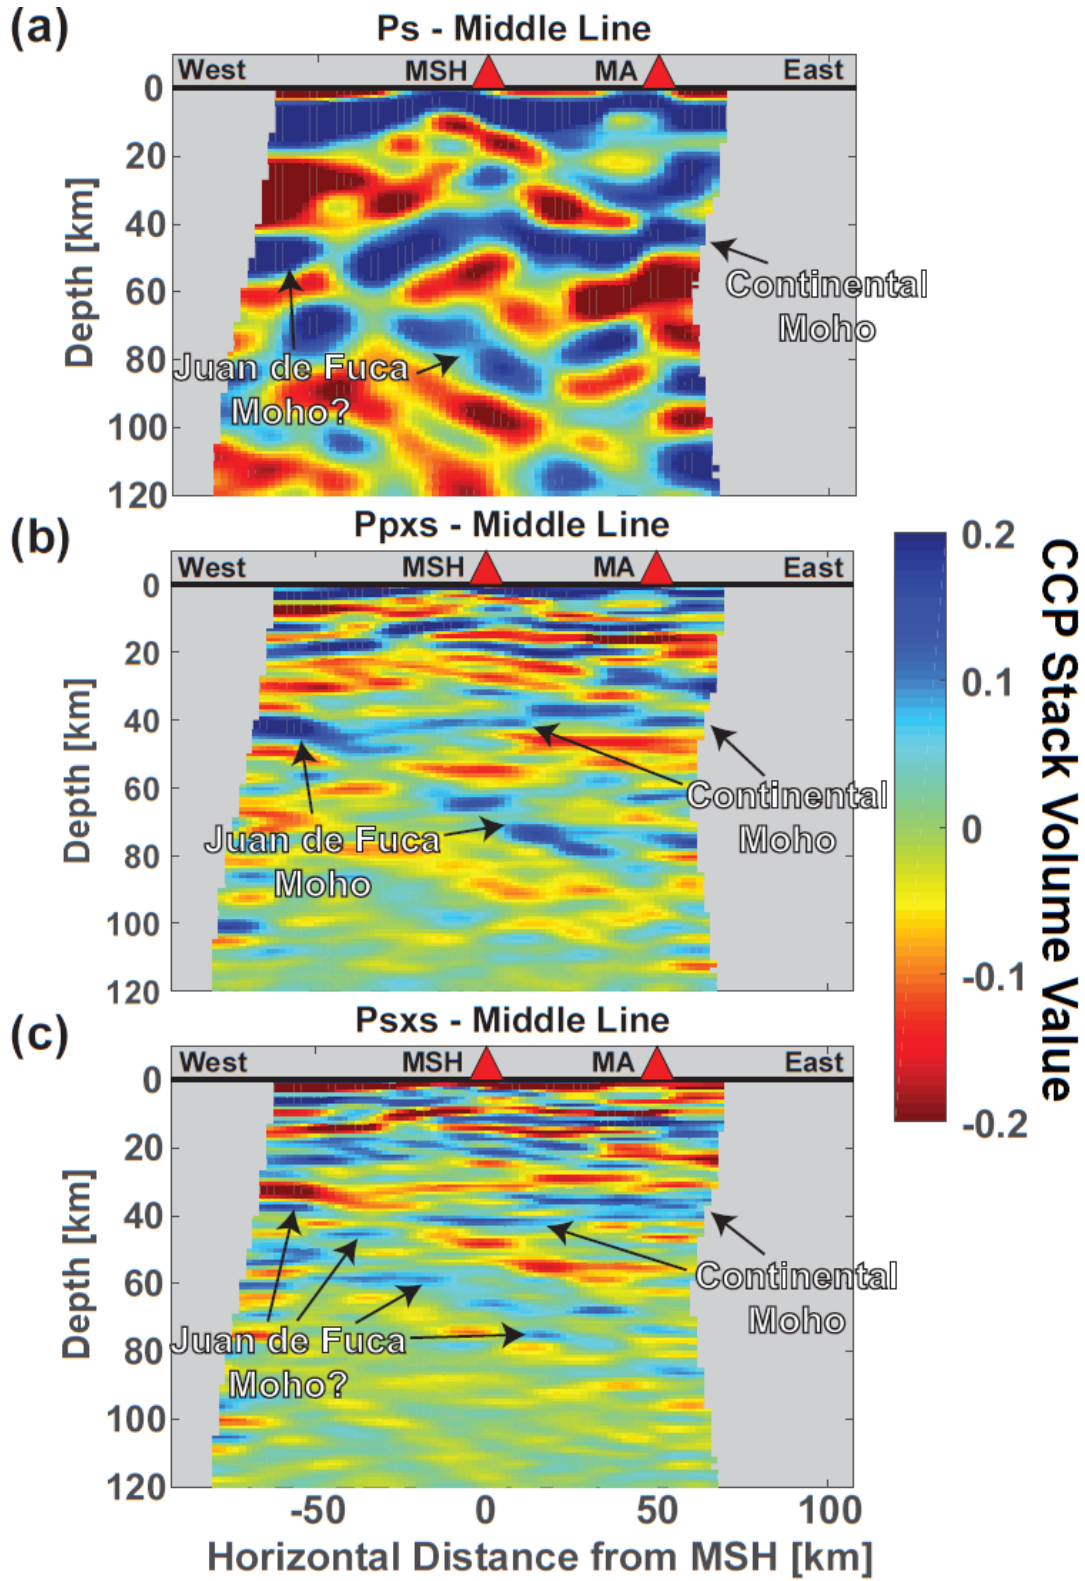 (a)
Ps - Middle Line
West
MSH
MA
East
0
20
40
60
80
100
120
Depth [km]
Continental
Moho
Juan de Fuca
Moho?
(b)
Ppxs - Middle Line
West
MSH
MA
East
0
20
40
60
80
100
120
Depth [km]
Continental
Moho
Juan de Fuca
Moho
0.2
0.1
0
-0.1
-0.2
CCP Stack Volume Value
(c)
Psxs - Middle Line
West
MSH
MA
East
0
20
40
60
80
100
120
Depth [km]
Continental
Moho
Juan de Fuca
Moho?
-50
0
50
100
Horizontal Distance from MSH [km]